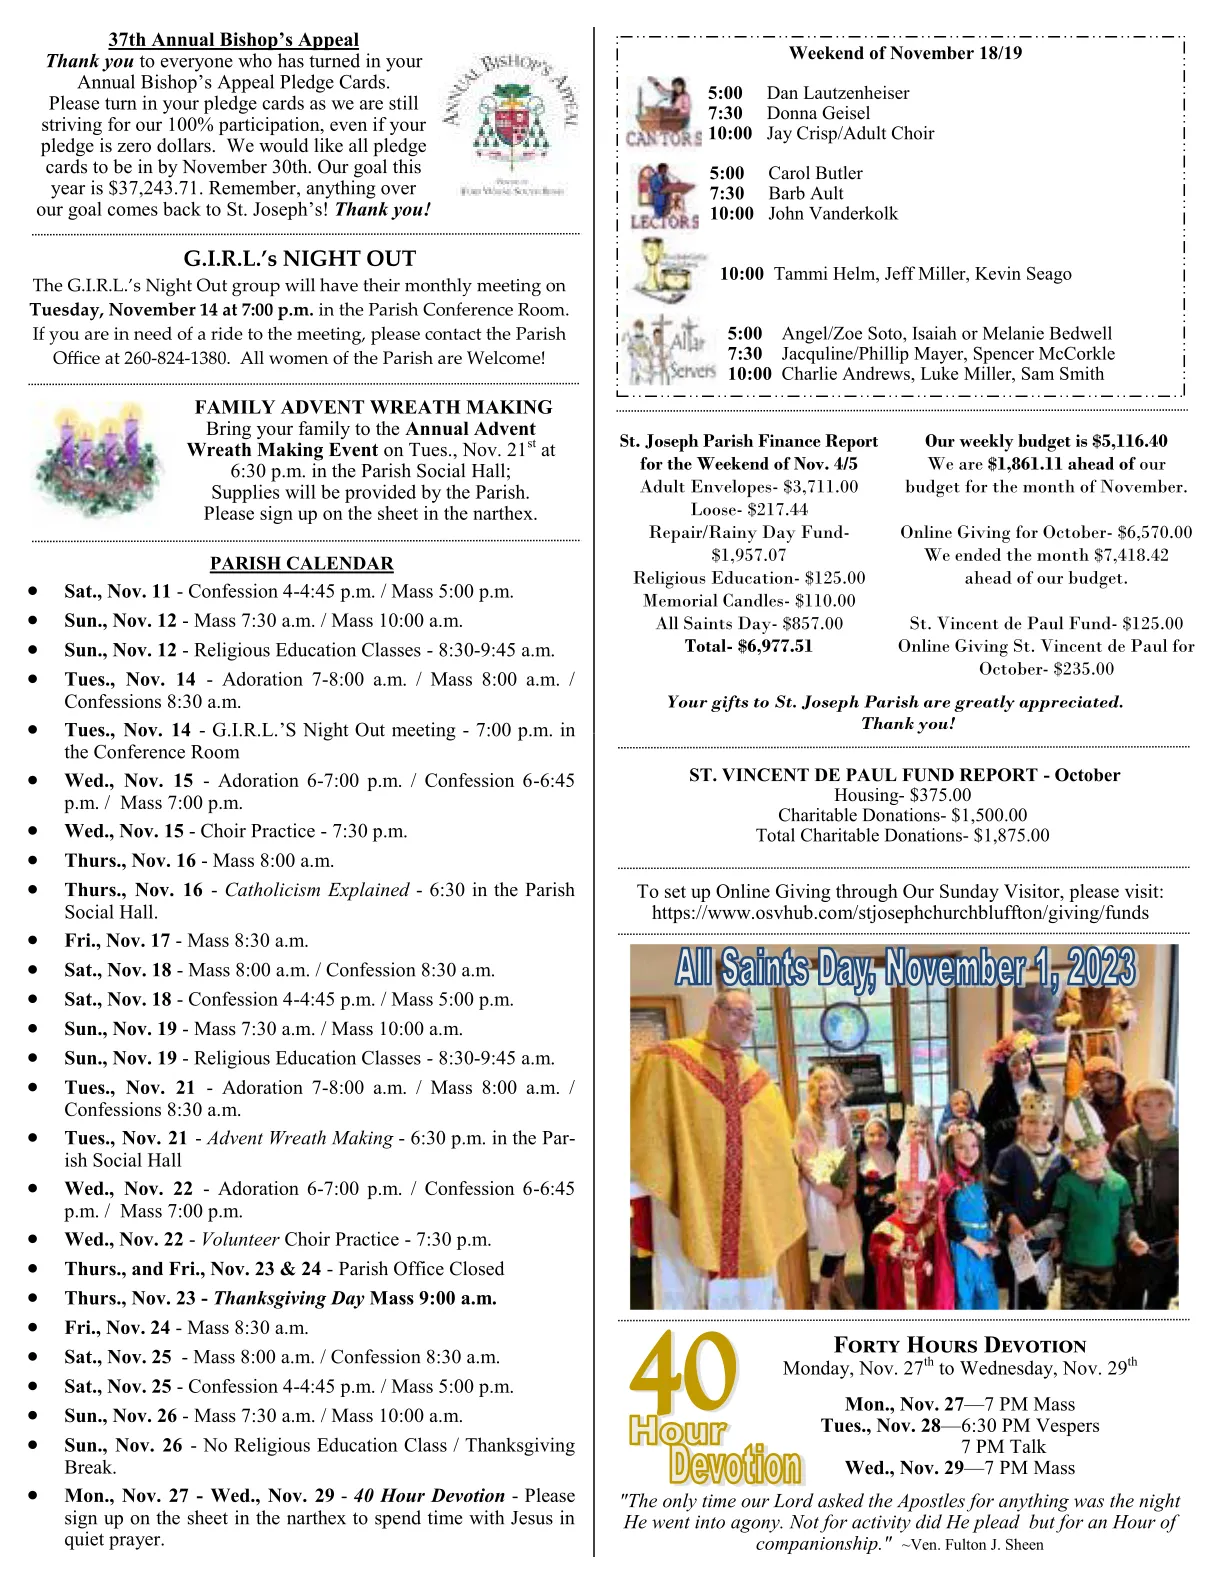 37th Annual Bishop's Appeal
Thank you to everyone who has turned in your
Annual Bishop's Appeal Pledge Cards.
Please turn in your pledge cards as we are still
striving for our 100% participation, even if your
pledge is zero dollars.  We would like all pledge
cards to be in by November 30th. Our goal this
year is $37,243.71. Remember, anything over
our goal comes back to St. Joseph's! Thank you!
ANNUAL BISHOP'S APPEAL
G.I.R.L.'s NIGHT OUT
The G.I.R.L.'s Night Out group will have their monthly meeting on
Tuesday, November 14 at 7:00 p.m. in the Parish Conference Room.
If you are in need of a ride to the meeting, please contact the Parish
Office at 260-824-1380.  All women of the Parish are Welcome!
FAMILY ADVENT WREATH MAKING
Bring your family to the Annual Advent
Wreath Making Event on Tues., Nov. 21st at
6:30 p.m. in the Parish Social Hall;
Supplies will be provided by the Parish.
Please sign up on the sheet in the narthex.
PARISH CALENDAR
• Sat., Nov. 11 - Confession 4-4:45 p.m. / Mass 5:00 p.m.
• Sun., Nov. 12 - Mass 7:30 a.m. / Mass 10:00 a.m.
• Sun., Nov. 12 - Religious Education Classes - 8:30-9:45 a.m.
• Tues., Nov. 14 - Adoration 7-8:00 a.m. / Mass 8:00 a.m. /
Confessions 8:30 a.m.
• Tues., Nov. 14 - G.I.R.L.'S Night Out meeting - 7:00 p.m. in
the Conference Room
• Wed., Nov. 15 - Adoration 6-7:00 p.m. / Confession 6-6:45
p.m. /  Mass 7:00 p.m.
• Wed., Nov. 15 - Choir Practice - 7:30 p.m.
• Thurs., Nov. 16 - Mass 8:00 a.m.
• Thurs., Nov. 16 - Catholicism Explained - 6:30 in the Parish
Social Hall.
• Fri., Nov. 17 - Mass 8:30 a.m.
• Sat., Nov. 18 - Mass 8:00 a.m. / Confession 8:30 a.m.
• Sat., Nov. 18 - Confession 4-4:45 p.m. / Mass 5:00 p.m.
• Sun., Nov. 19 - Mass 7:30 a.m. / Mass 10:00 a.m.
• Sun., Nov. 19 - Religious Education Classes - 8:30-9:45 a.m.
• Tues., Nov. 21 - Adoration 7-8:00 a.m. / Mass 8:00 a.m. /
Confessions 8:30 a.m.
• Tues., Nov. 21 - Advent Wreath Making - 6:30 p.m. in the Par-
ish Social Hall
• Wed., Nov. 22 - Adoration 6-7:00 p.m. / Confession 6-6:45
p.m. /  Mass 7:00 p.m.
• Wed., Nov. 22 - Volunteer Choir Practice - 7:30 p.m.
• Thurs., and Fri., Nov. 23 & 24 - Parish Office Closed
• Thurs., Nov. 23 - Thanksgiving Day Mass 9:00 a.m.
• Fri., Nov. 24 - Mass 8:30 a.m.
• Sat., Nov. 25  - Mass 8:00 a.m. / Confession 8:30 a.m.
• Sat., Nov. 25 - Confession 4-4:45 p.m. / Mass 5:00 p.m.
• Sun., Nov. 26 - Mass 7:30 a.m. / Mass 10:00 a.m.
• Sun., Nov. 26 - No Religious Education Class / Thanksgiving
Break.
• Mon., Nov. 27 - Wed., Nov. 29 - 40 Hour Devotion - Please
sign up on the sheet in the narthex to spend time with Jesus in
quiet prayer.
Weekend of November 18/19
CANTORS
5:00 Dan Lautzenheiser
7:30 Donna Geisel
10:00 Jay Crisp/Adult Choir
LECTORS
5:00 Carol Butler
7:30 Barb Ault
10:00 John Vanderkolk
10:00 Tammi Helm, Jeff Miller, Kevin Seago
Altar Servers
5:00 Angel/Zoe Soto, Isaiah or Melanie Bedwell
7:30 Jacquline/Phillip Mayer, Spencer McCorkle
10:00 Charlie Andrews, Luke Miller, Sam Smith
St. Joseph Parish Finance Report
for the Weekend of Nov. 4/5
Adult Envelopes- $3,711.00
Loose- $217.44
Repair/Rainy Day Fund-
$1,957.07
Religious Education- $125.00
Memorial Candles- $110.00
All Saints Day- $857.00
Total- $6,977.51
Our weekly budget is $5,116.40
We are $1,861.11 ahead of our
budget for the month of November.
Online Giving for October- $6,570.00
We ended the month $7,418.42
ahead of our budget.
St. Vincent de Paul Fund- $125.00
Online Giving St. Vincent de Paul for
October- $235.00
Your gifts to St. Joseph Parish are greatly appreciated.
Thank you!
ST. VINCENT DE PAUL FUND REPORT - October
Housing- $375.00
Charitable Donations- $1,500.00
Total Charitable Donations- $1,875.00
To set up Online Giving through Our Sunday Visitor, please visit:
https://www.osvhub.com/stjosephchurchbluffton/giving/funds
All Saints Day, November 1, 2023
40
Hour
Devotion
FORTY HOURS DEVOTION
Monday, Nov. 27th to Wednesday, Nov. 29th
Mon., Nov. 27—7 PM Mass
Tues., Nov. 28—6:30 PM Vespers
7 PM Talk
Wed., Nov. 29—7 PM Mass
"The only time our Lord asked the Apostles for anything was the night
He went into agony. Not for activity did He plead  but for an Hour of
companionship."  ~Ven. Fulton J. Sheen